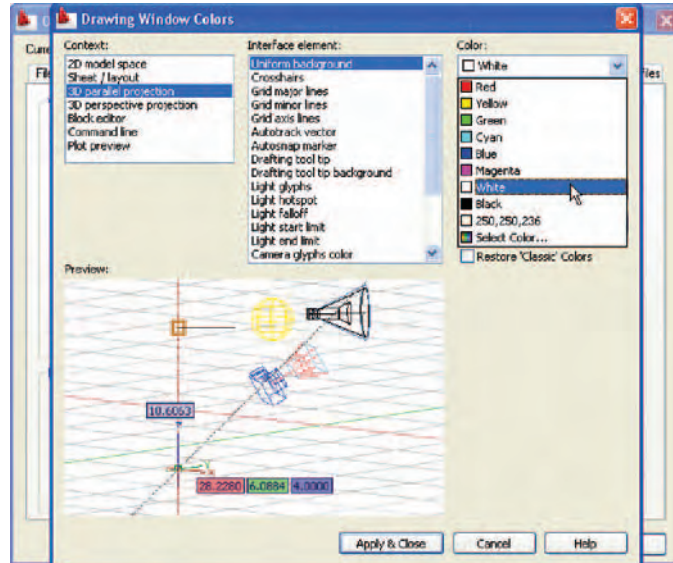 Drawing Window Colors
Context:
2D model space
Sheet / layout
3D parallel projection
3D perspective projection
Block editor
Command line
Plot preview
Interface element:
Uniform background
Crosshairs
Grid major lines
Grid minor lines
Grid axis lines
Autotrack vector
Autosnap marker
Drafting tool tip
Drafting tool tip background
Light glyphs
Light hotspot
Light falloff
Light start limit
Light end limit
Camera glyphs color
Color:
White
Red
Yellow
Green
Cyan
Blue
Magenta
White
Black
250,250,236
Select Color...
Restore 'Classic' Colors
Preview:
10.6063
28.2280 6.0884 4.0000
Apply & Close Cancel Help